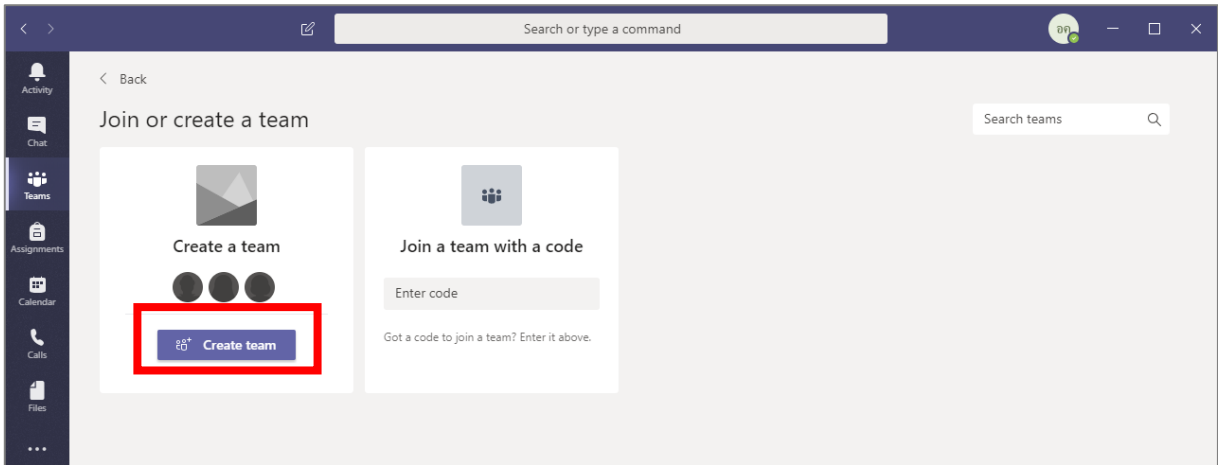 Search or type a command
อด
Activity
Chat
Teams
Assignments
Calendar
Calls
Files
Back
Join or create a team
Search teams
Create a team
Create team
Join a team with a code
Enter code
Got a code to join a team? Enter it above.